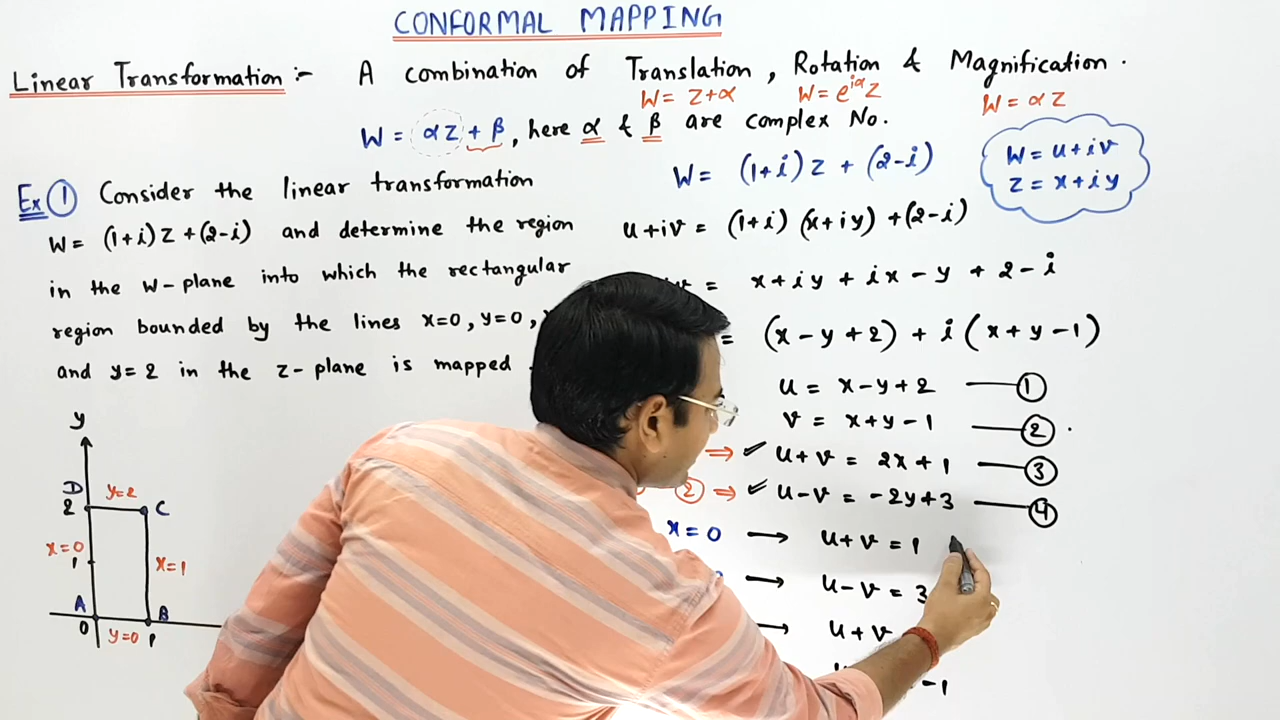 CONFORMAL MAPPING
Linear Transformation :- A combination of Translation, Rotation & Magnification.
W = Z+α W = e^{iα}Z W = αZ
W = αZ + β, here α & β are complex No.
Ex 1 Consider the linear transformation
W = (1+i)Z+(2-i) and determine the region
in the W-plane into which the rectangular
region bounded by the lines x=0, y=0,
and y=2 in the Z-plane is mapped
y
D
2
y=2
C
x=0
1
x=1
A
B
0
y=0
1
W = (1+i)Z + (2-i)
W = u+iv
Z = x+iy
u+iv = (1+i)(x+iy)+(2-i)
= x+iy+ix-y+2-i
= (x-y+2)+i(x+y-1)
u = x-y+2 — 1
v = x+y-1 — 2
⇒ ✓ u+v = 2x+1 — 3
2 ⇒ ✓ u-v = -2y+3 — 4
x=0 → u+v = 1
→ u-v = 3
→ u+v
-1